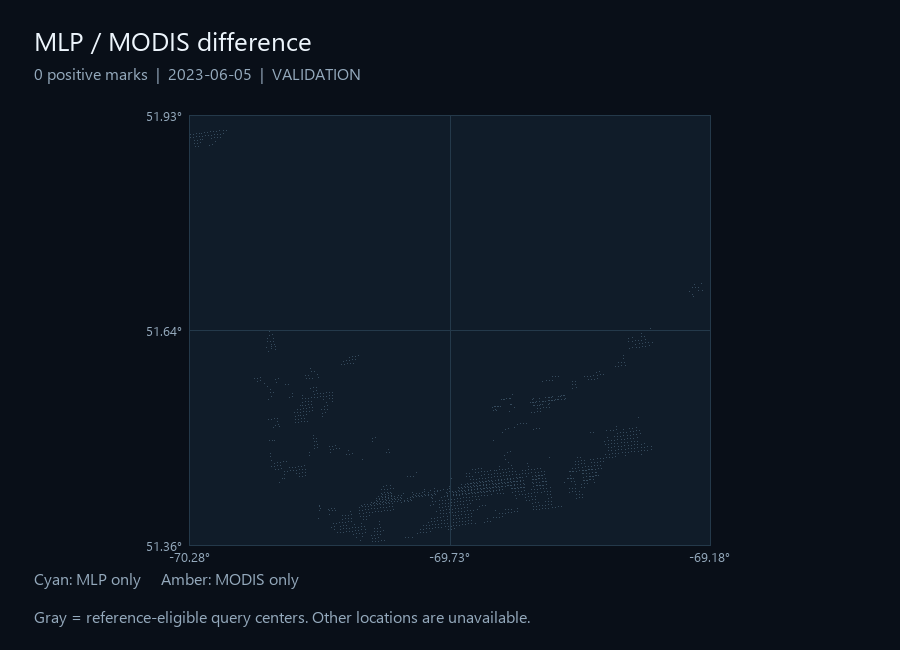 MLP / MODIS difference
0 positive marks | 2023-06-05 | VALIDATION
51.93°
51.64°
51.36°
-70.28° -69.73° -69.18°
Cyan: MLP only Amber: MODIS only
Gray = reference-eligible query centers. Other locations are unavailable.